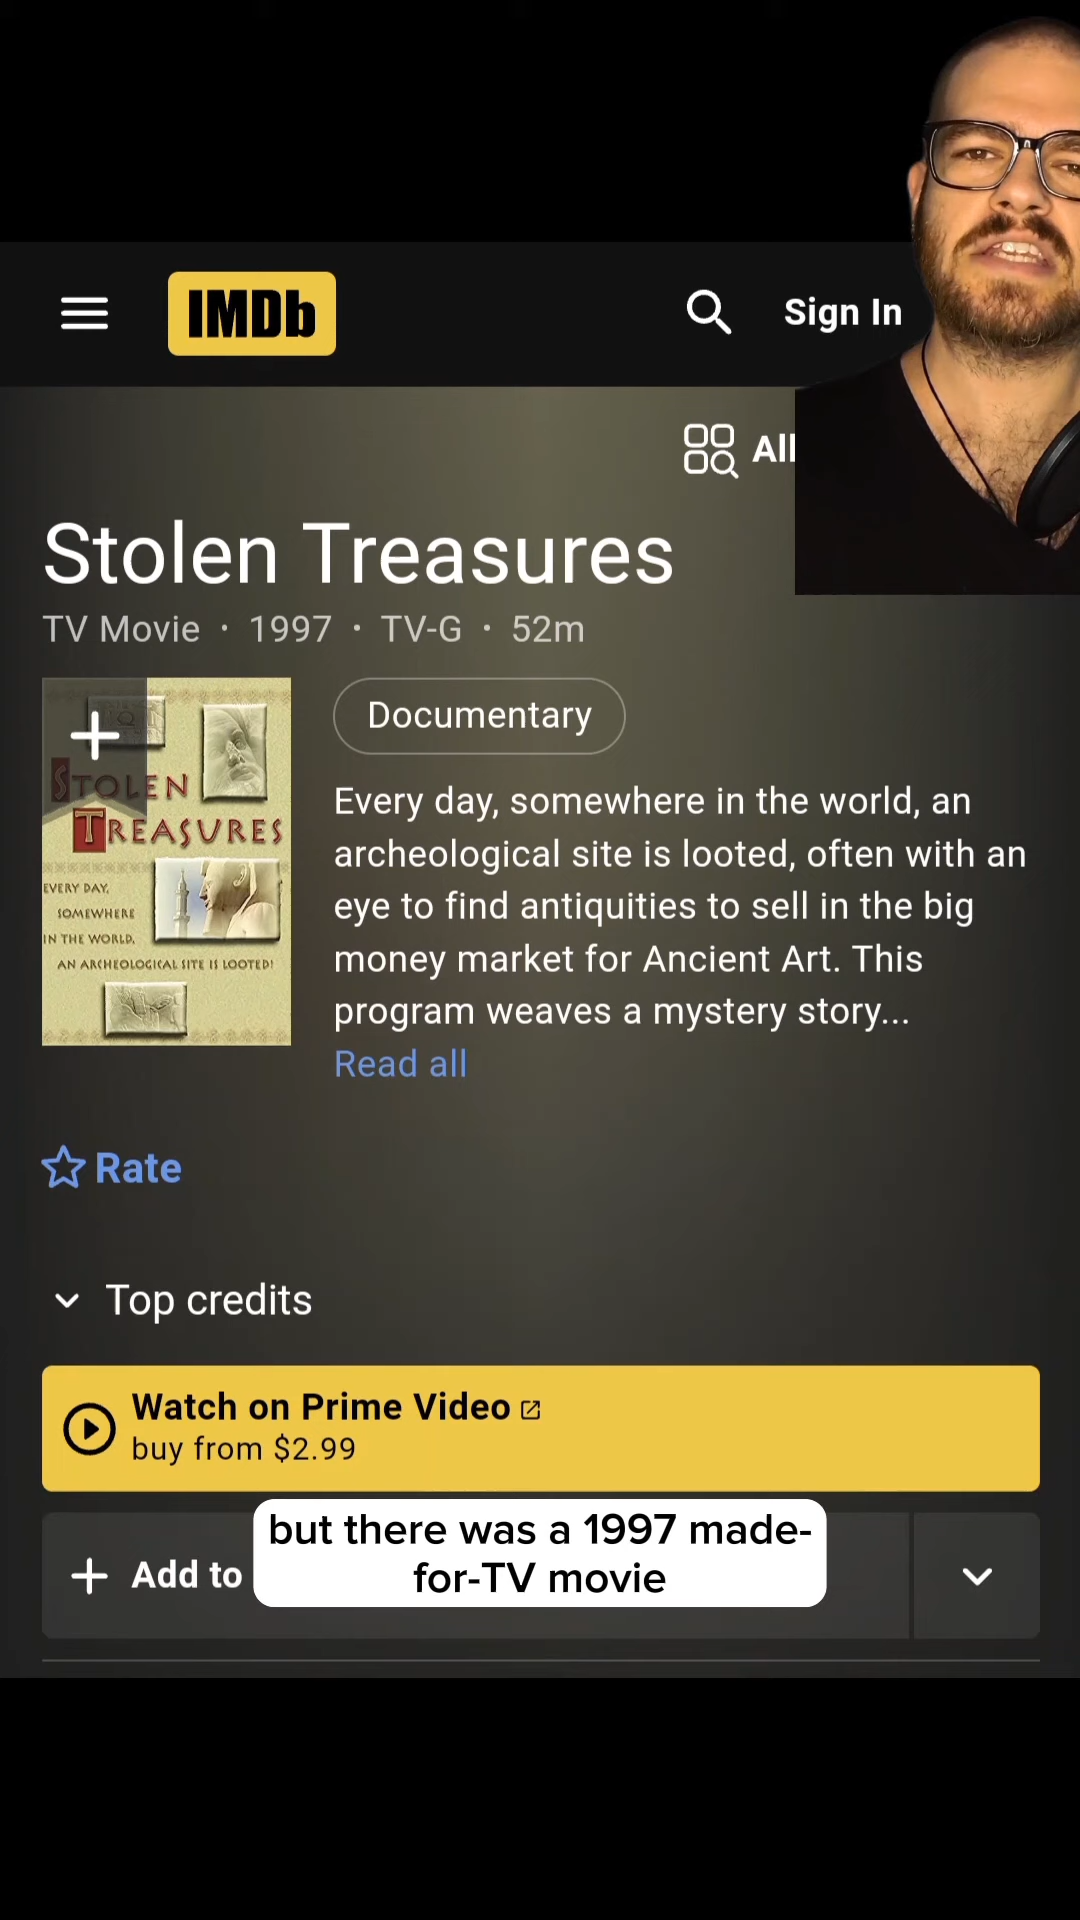 IMDb
Sign In
All
Stolen Treasures
TV Movie · 1997 · TV-G · 52m
STOLEN
TREASURES
EVERY DAY,
SOMEWHERE
IN THE WORLD,
AN ARCHEOLOGICAL SITE IS LOOTED!
Documentary
Every day, somewhere in the world, an
archeological site is looted, often with an
eye to find antiquities to sell in the big
money market for Ancient Art. This
program weaves a mystery story...
Read all
Rate
Top credits
Watch on Prime Video
buy from $2.99
Add to
but there was a 1997 made-
for-TV movie